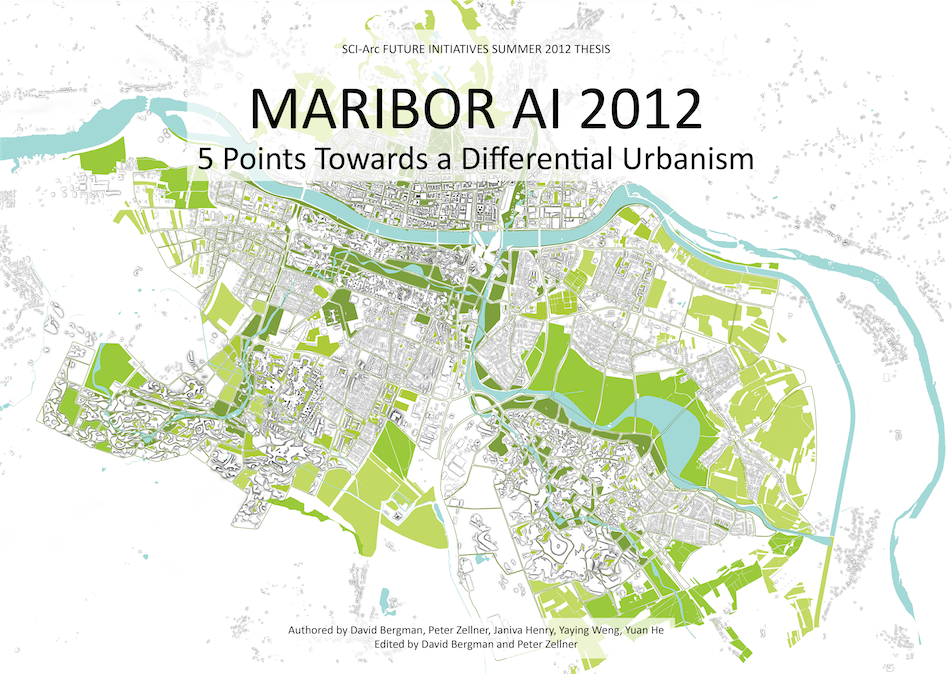 SCI-Arc FUTURE INITIATIVES SUMMER 2012 THESIS
MARIBOR AI 2012
5 Points Towards a Differential Urbanism
Authored by David Bergman, Peter Zellner, Janiva Henry, Yaying Weng, Yuan He
Edited by David Bergman and Peter Zellner